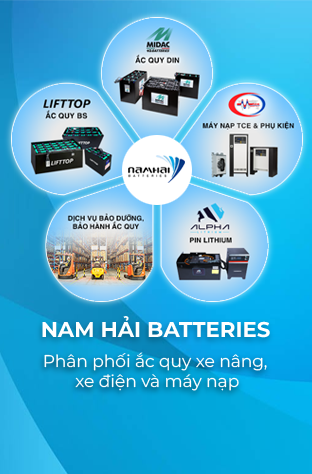 MIDAC
BATTERIES
ẮC QUY DIN
LIFTTOP
ẮC QUY BS
LIFTTOP
MÁY NẠP TCE & PHỤ KIỆN
NAMHAI
BATTERIES
DỊCH VỤ BẢO DƯỠNG,
BẢO HÀNH ẮC QUY
ALPHA
PIN LITHIUM
NAM HẢI BATTERIES
Phân phối ắc quy xe nâng,
xe điện và máy nạp